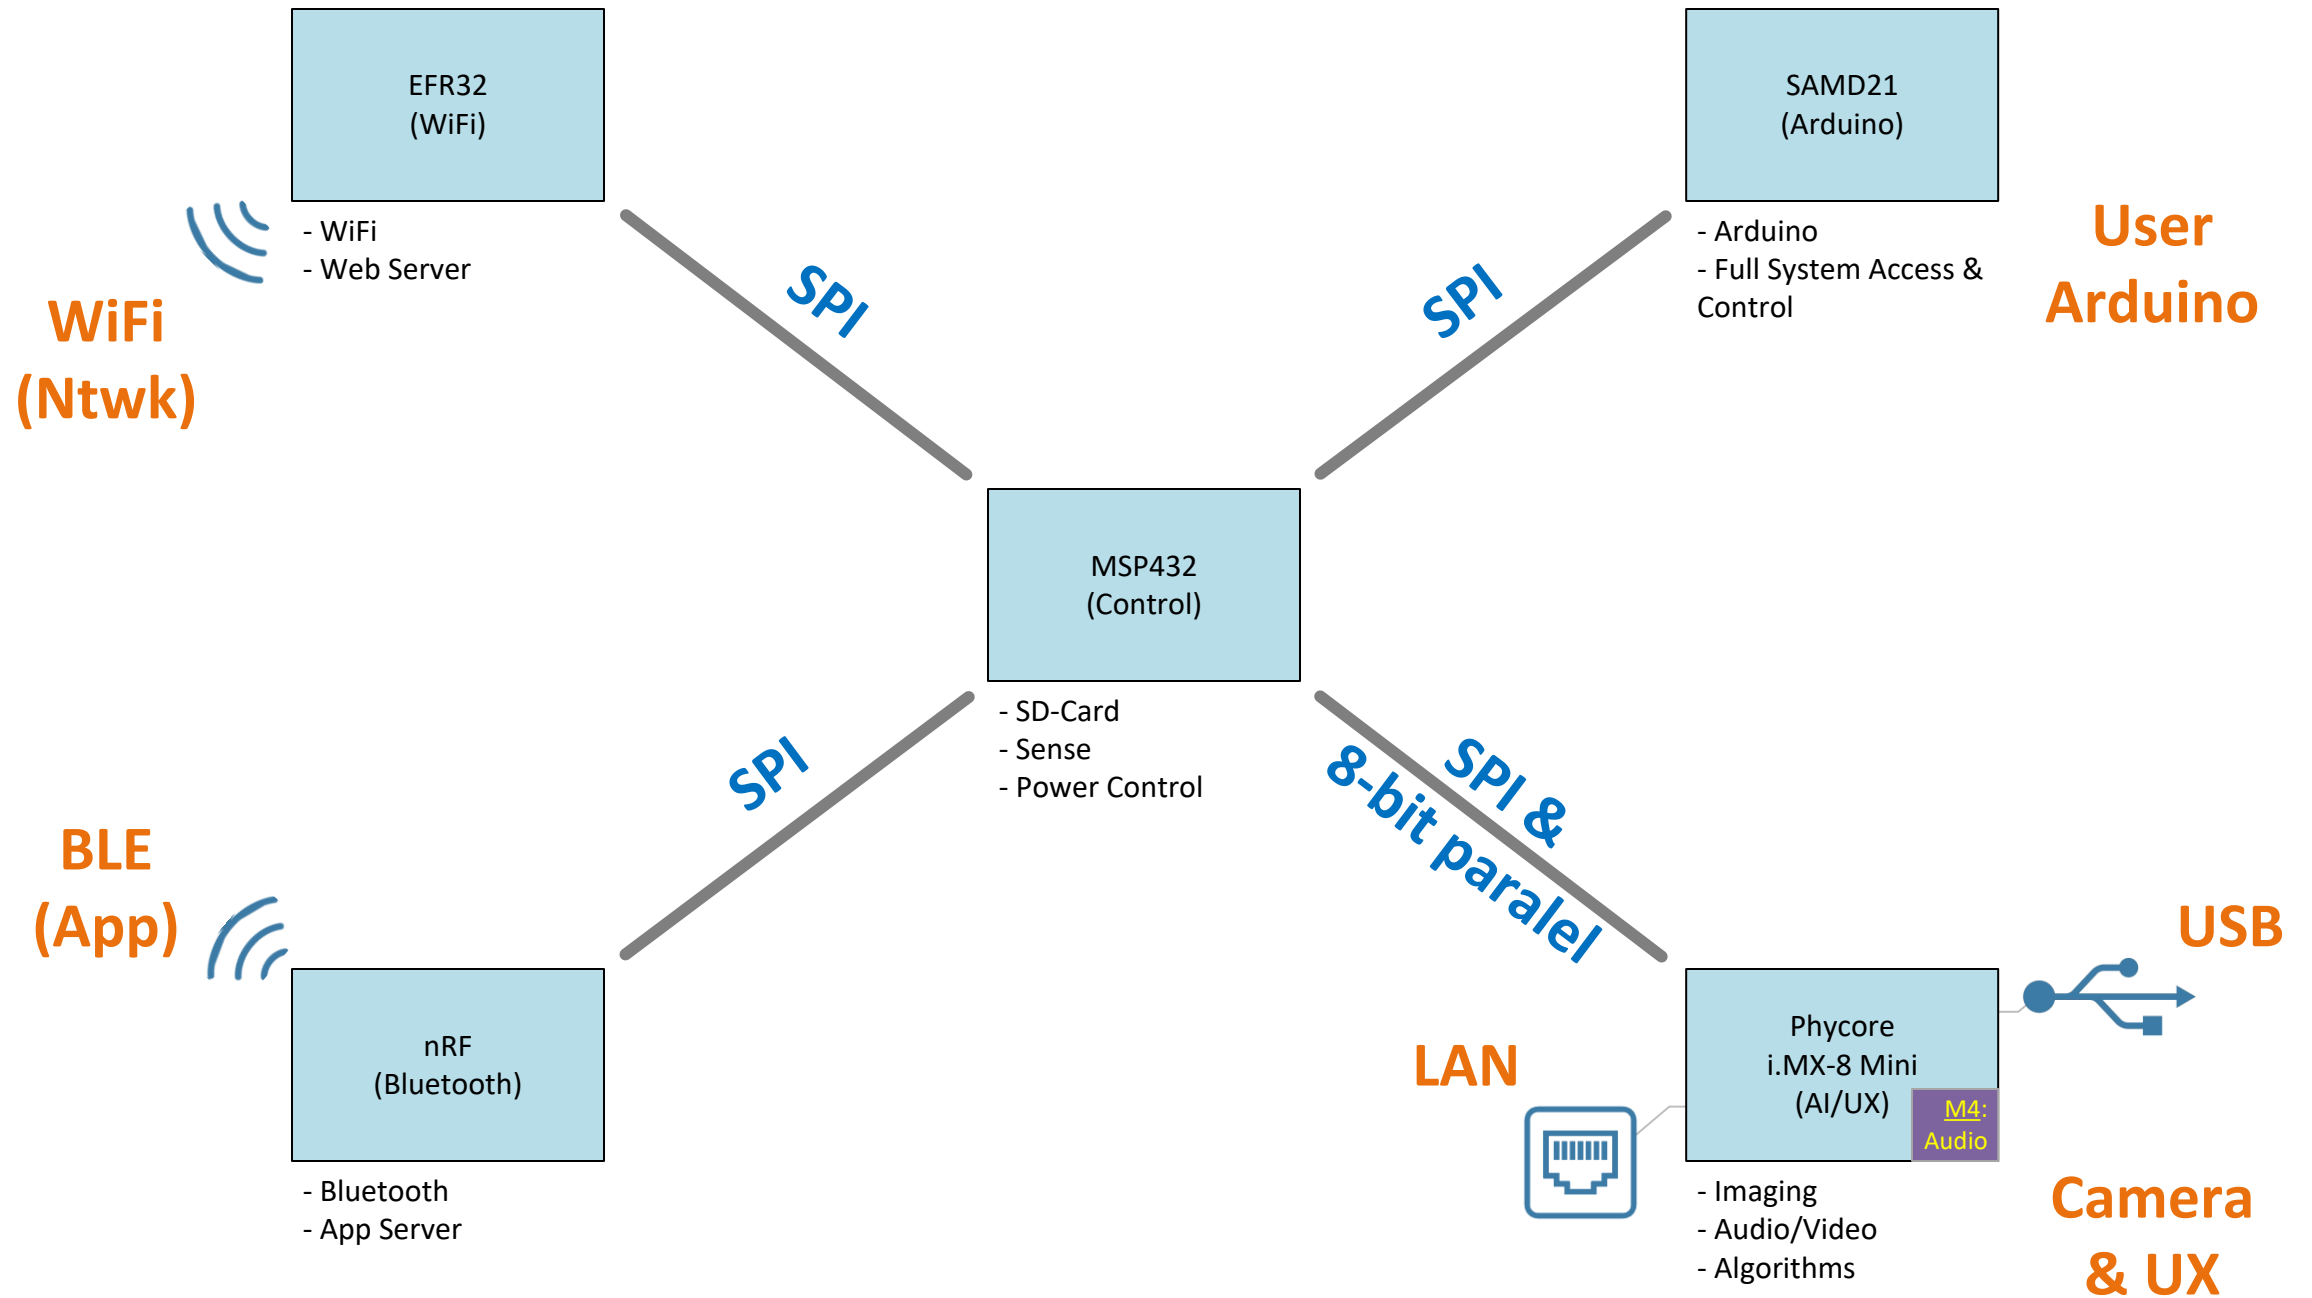 EFR32
(WiFi)
- WiFi
- Web Server
WiFi
(Ntwk)
SPI
SAMD21
(Arduino)
- Arduino
- Full System Access &
Control
User
Arduino
SPI
MSP432
(Control)
- SD-Card
- Sense
- Power Control
SPI
BLE
(App)
nRF
(Bluetooth)
- Bluetooth
- App Server
SPI &
8-bit paralel
USB
LAN
Phycore
i.MX-8 Mini
(AI/UX)
M4:
Audio
- Imaging
- Audio/Video
- Algorithms
Camera
& UX